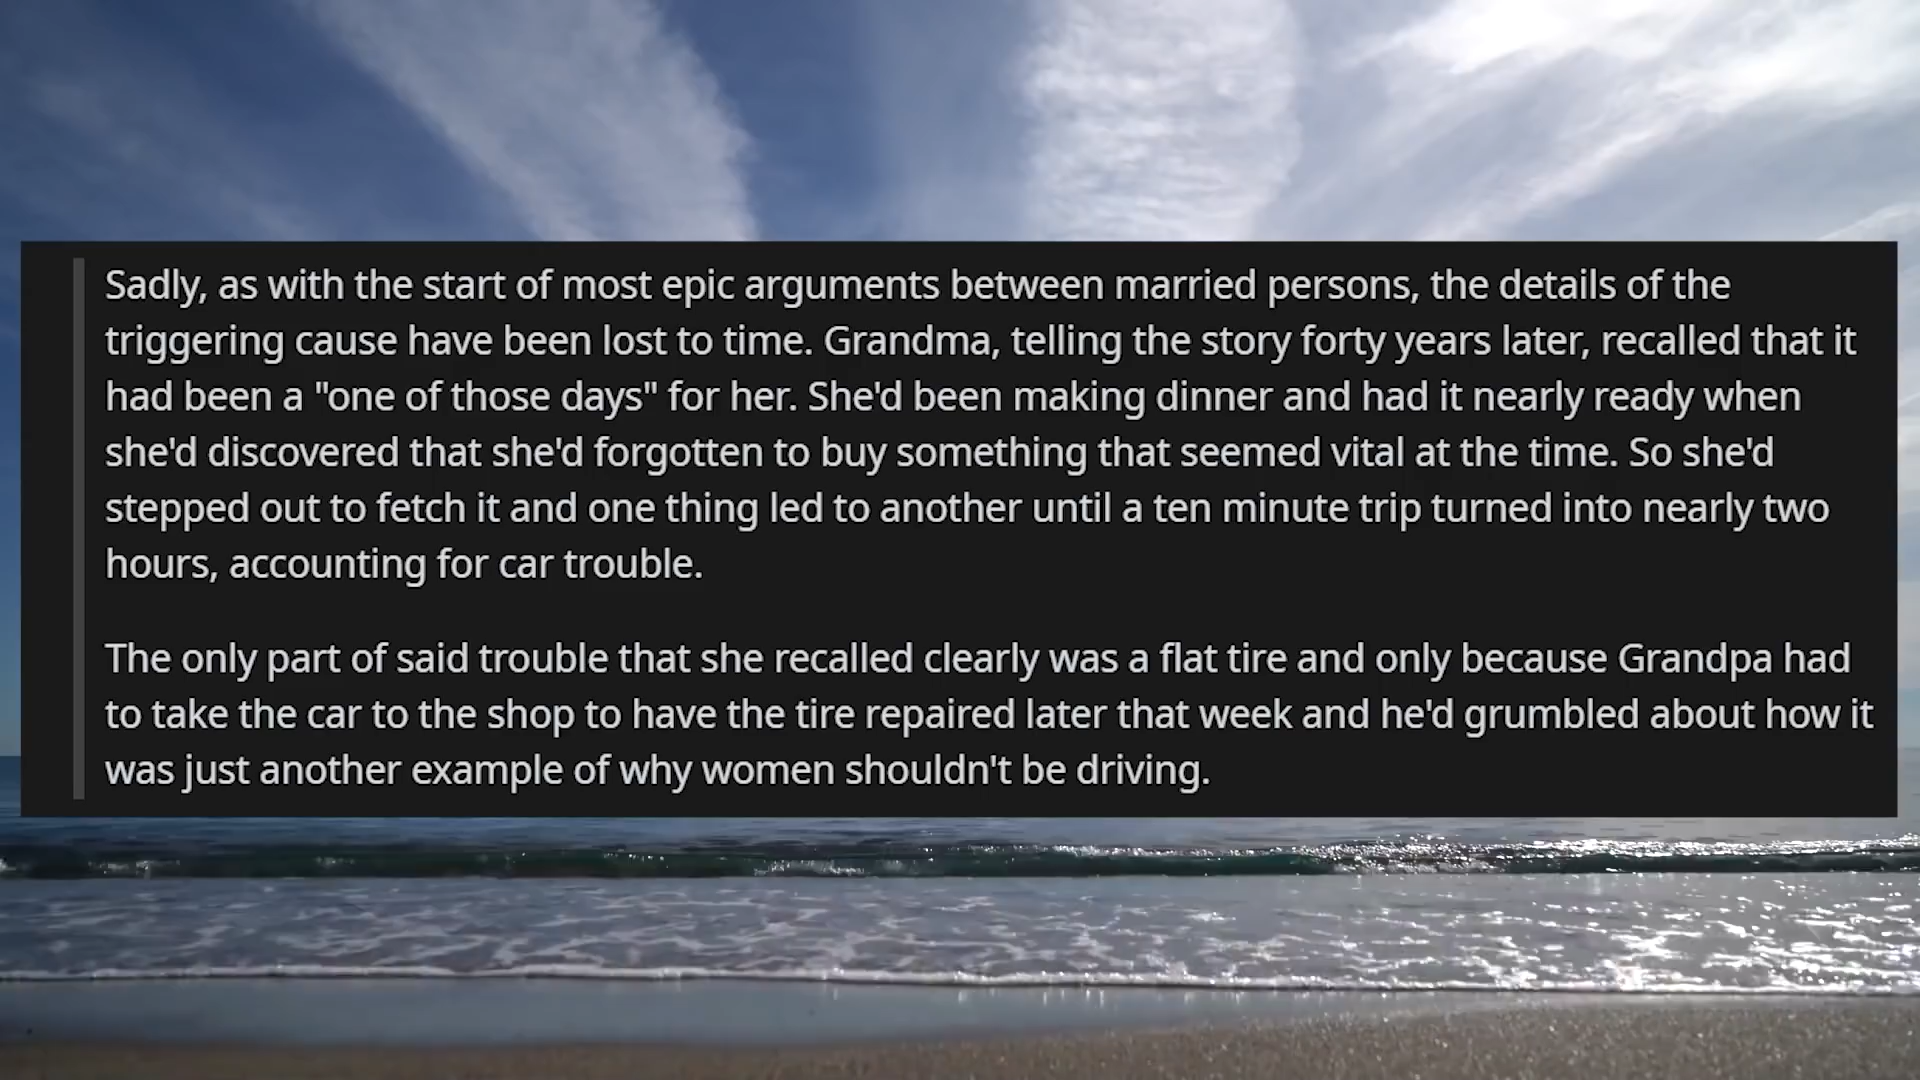 Sadly, as with the start of most epic arguments between married persons, the details of the
triggering cause have been lost to time. Grandma, telling the story forty years later, recalled that it
had been a "one of those days" for her. She'd been making dinner and had it nearly ready when
she'd discovered that she'd forgotten to buy something that seemed vital at the time. So she'd
stepped out to fetch it and one thing led to another until a ten minute trip turned into nearly two
hours, accounting for car trouble.
The only part of said trouble that she recalled clearly was a flat tire and only because Grandpa had
to take the car to the shop to have the tire repaired later that week and he'd grumbled about how it
was just another example of why women shouldn't be driving.